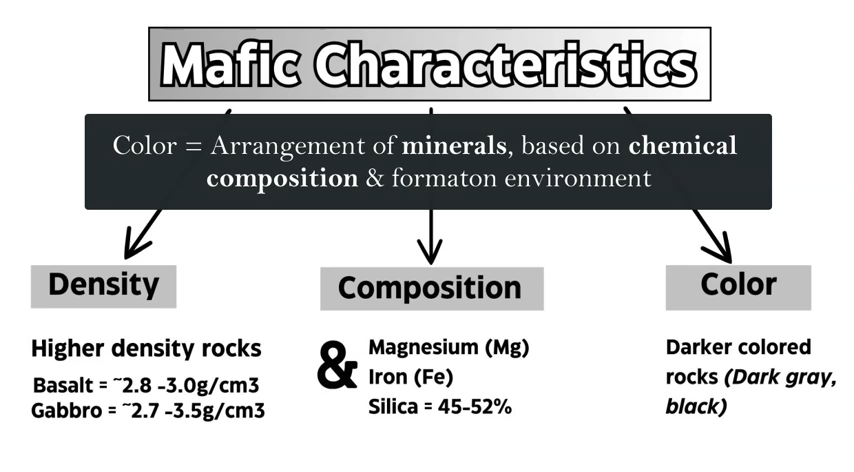 Mafic Characteristics
Color = Arrangement of minerals, based on chemical
composition & formaton environment
Density
Higher density rocks
Basalt = ~2.8 -3.0g/cm3
Gabbro = ~2.7 -3.5g/cm3
Composition
&
Magnesium (Mg)
Iron (Fe)
Silica = 45-52%
Color
Darker colored
rocks (Dark gray,
black)